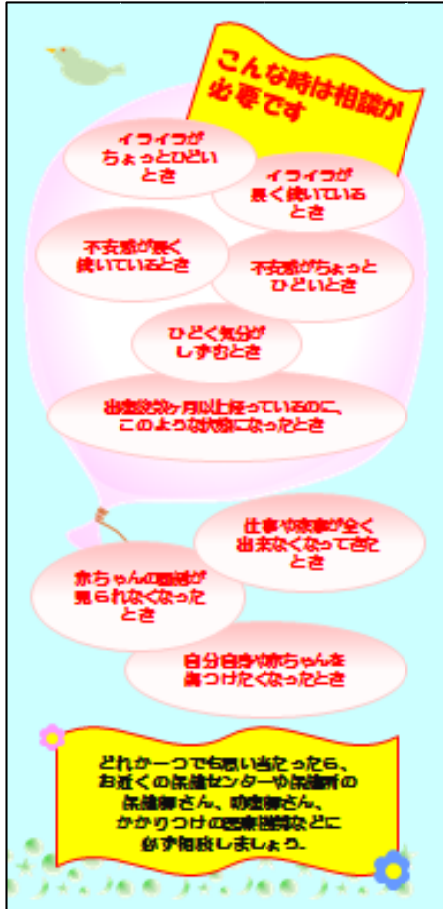 こんな時は相談が
必要です
イライラが
ちょっとひどい
とき
イライラが
長く続いている
とき
不安感が長く
続いているとき
不安感がちょっと
ひどいとき
ひどく気分が
しずむとき
出産後ヶ月以上経っているのに、
このような状態になったとき
仕事や家事が全く
出来なくなってきた
とき
赤ちゃんの面倒が
見られなくなった
とき
自分自身や赤ちゃんを
傷つけたくなったとき
どれか一つでも思い当たったら、
お近くの保健センターや保健所の
保健師さん、助産師さん、
かかりつけの医療機関などに
必ず相談しましょう。